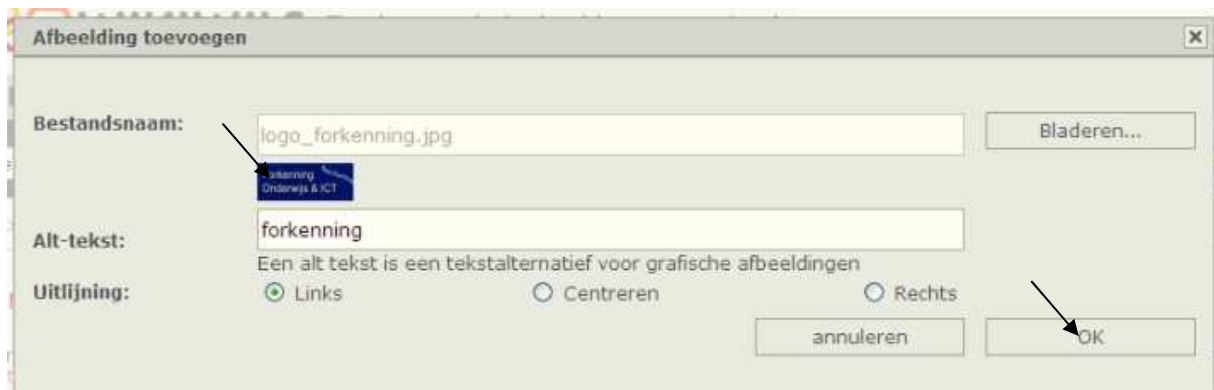 Afbeelding toevoegen
Bestandsnaam:
logo_forkenning.jpg
Bladeren...
Forkenning
Onderwijs & ICT
Alt-tekst:
forkenning
Een alt tekst is een tekstalternatief voor grafische afbeeldingen
Uitlijning:
Links
Centreren
Rechts
annuleren
OK